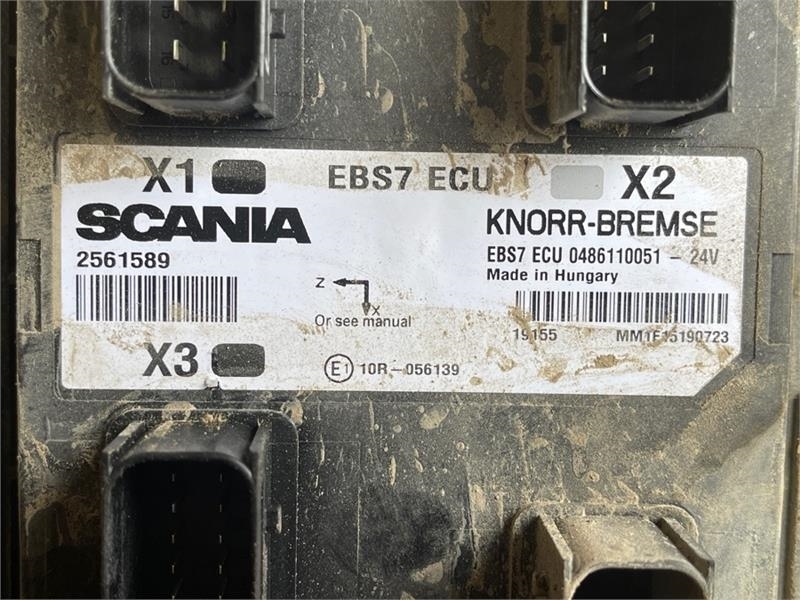 X1 EBS7 ECU X2
SCANIA KNORR-BREMSE
2561589 EBS7 ECU 0486110051 - 24V
Made in Hungary
Z
X
Or see manual
19155 MM1F15190723
X3
E1 10R-056139